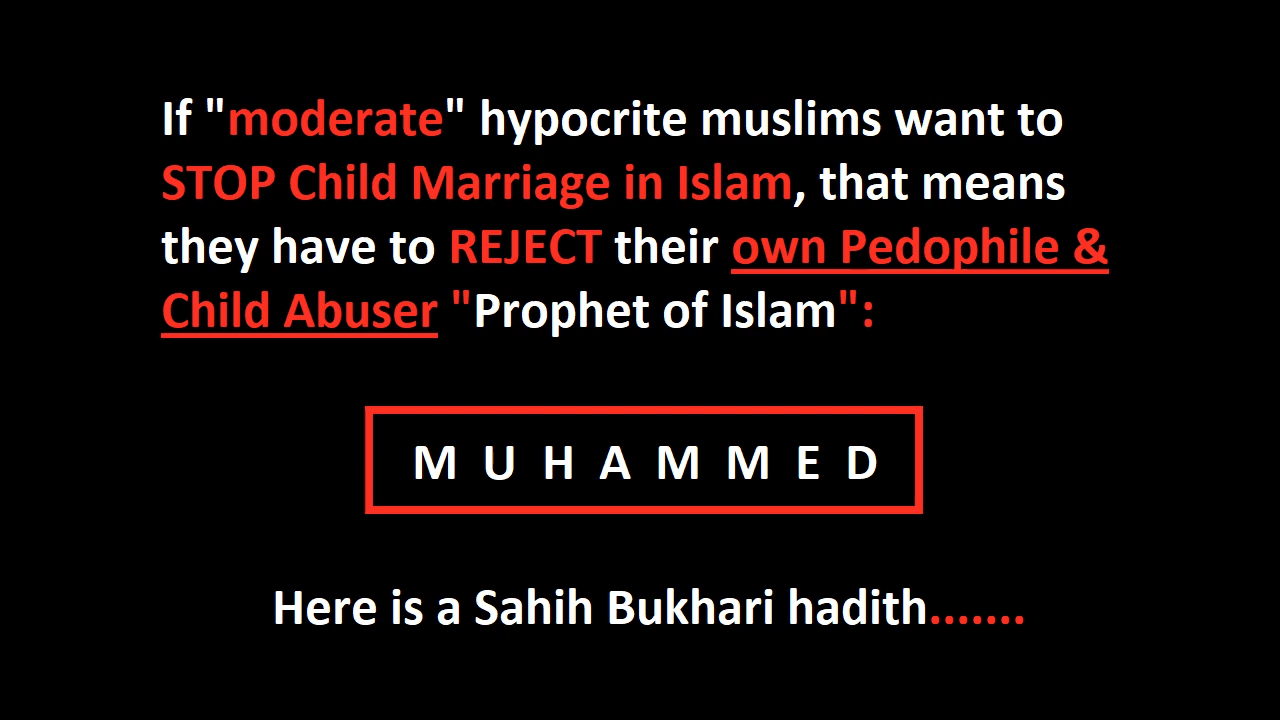 If "moderate" hypocrite muslims want to
STOP Child Marriage in Islam, that means
they have to REJECT their own Pedophile &
Child Abuser "Prophet of Islam":
M U H A M M E D
Here is a Sahih Bukhari hadith.......